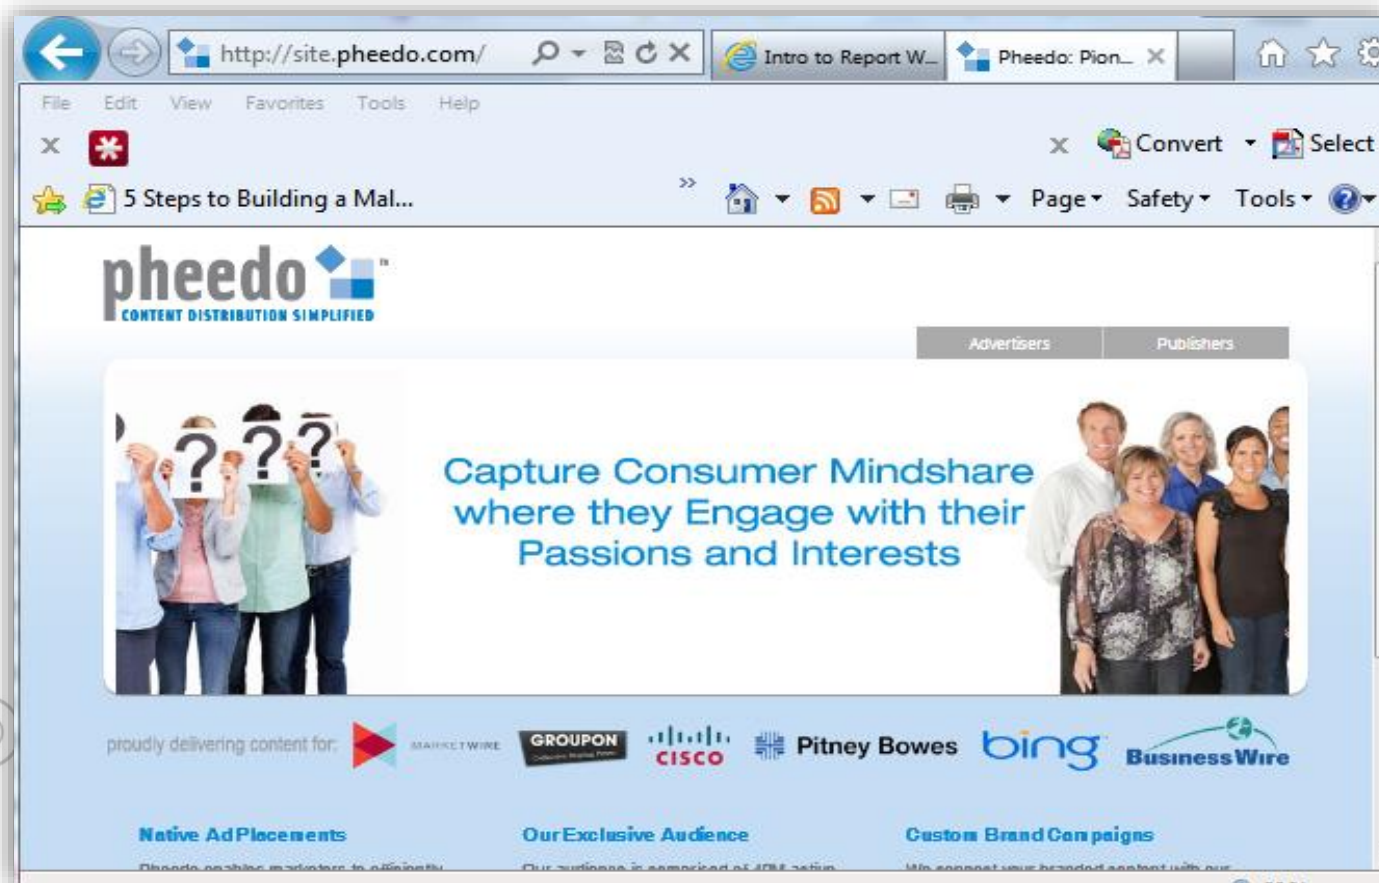 http://site.pheedo.com/
Intro to Report W...
Pheedo: Pion...
File Edit View Favorites Tools Help
Convert Select
5 Steps to Building a Mal...
Page Safety Tools
pheedo
CONTENT DISTRIBUTION SIMPLIFIED
Advertisers Publishers
? ? ?
Capture Consumer Mindshare
where they Engage with their
Passions and Interests
proudly delivering content for: MARKETWIRE GROUPON CISCO Pitney Bowes bing BusinessWire
Native Ad Placements Our Exclusive Audience Custom Brand Campaigns